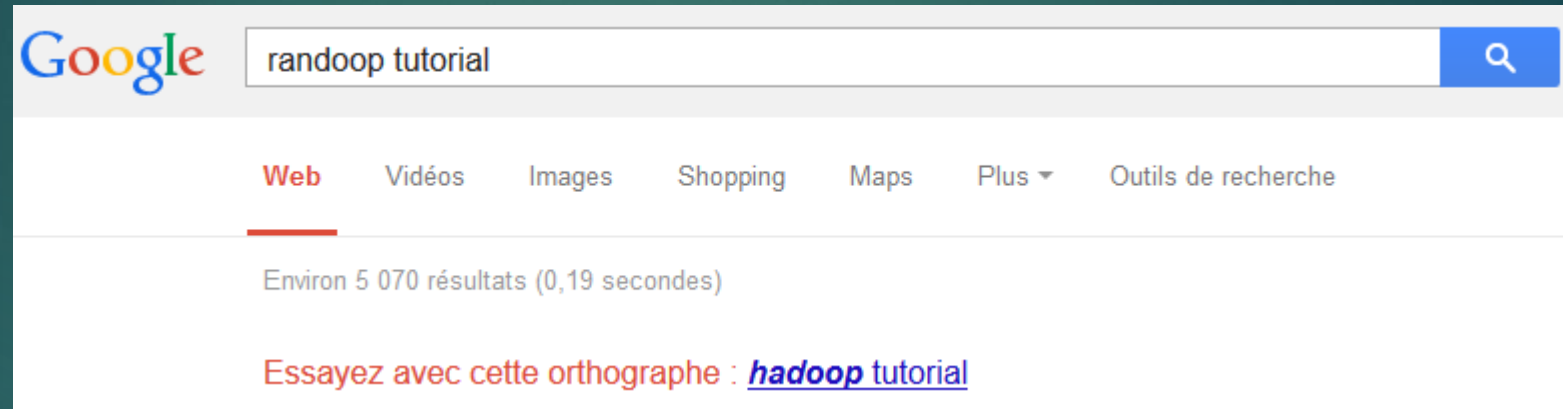 Google randoop tutorial
Web Vidéos Images Shopping Maps Plus Outils de recherche
Environ 5 070 résultats (0,19 secondes)
Essayez avec cette orthographe : hadoop tutorial